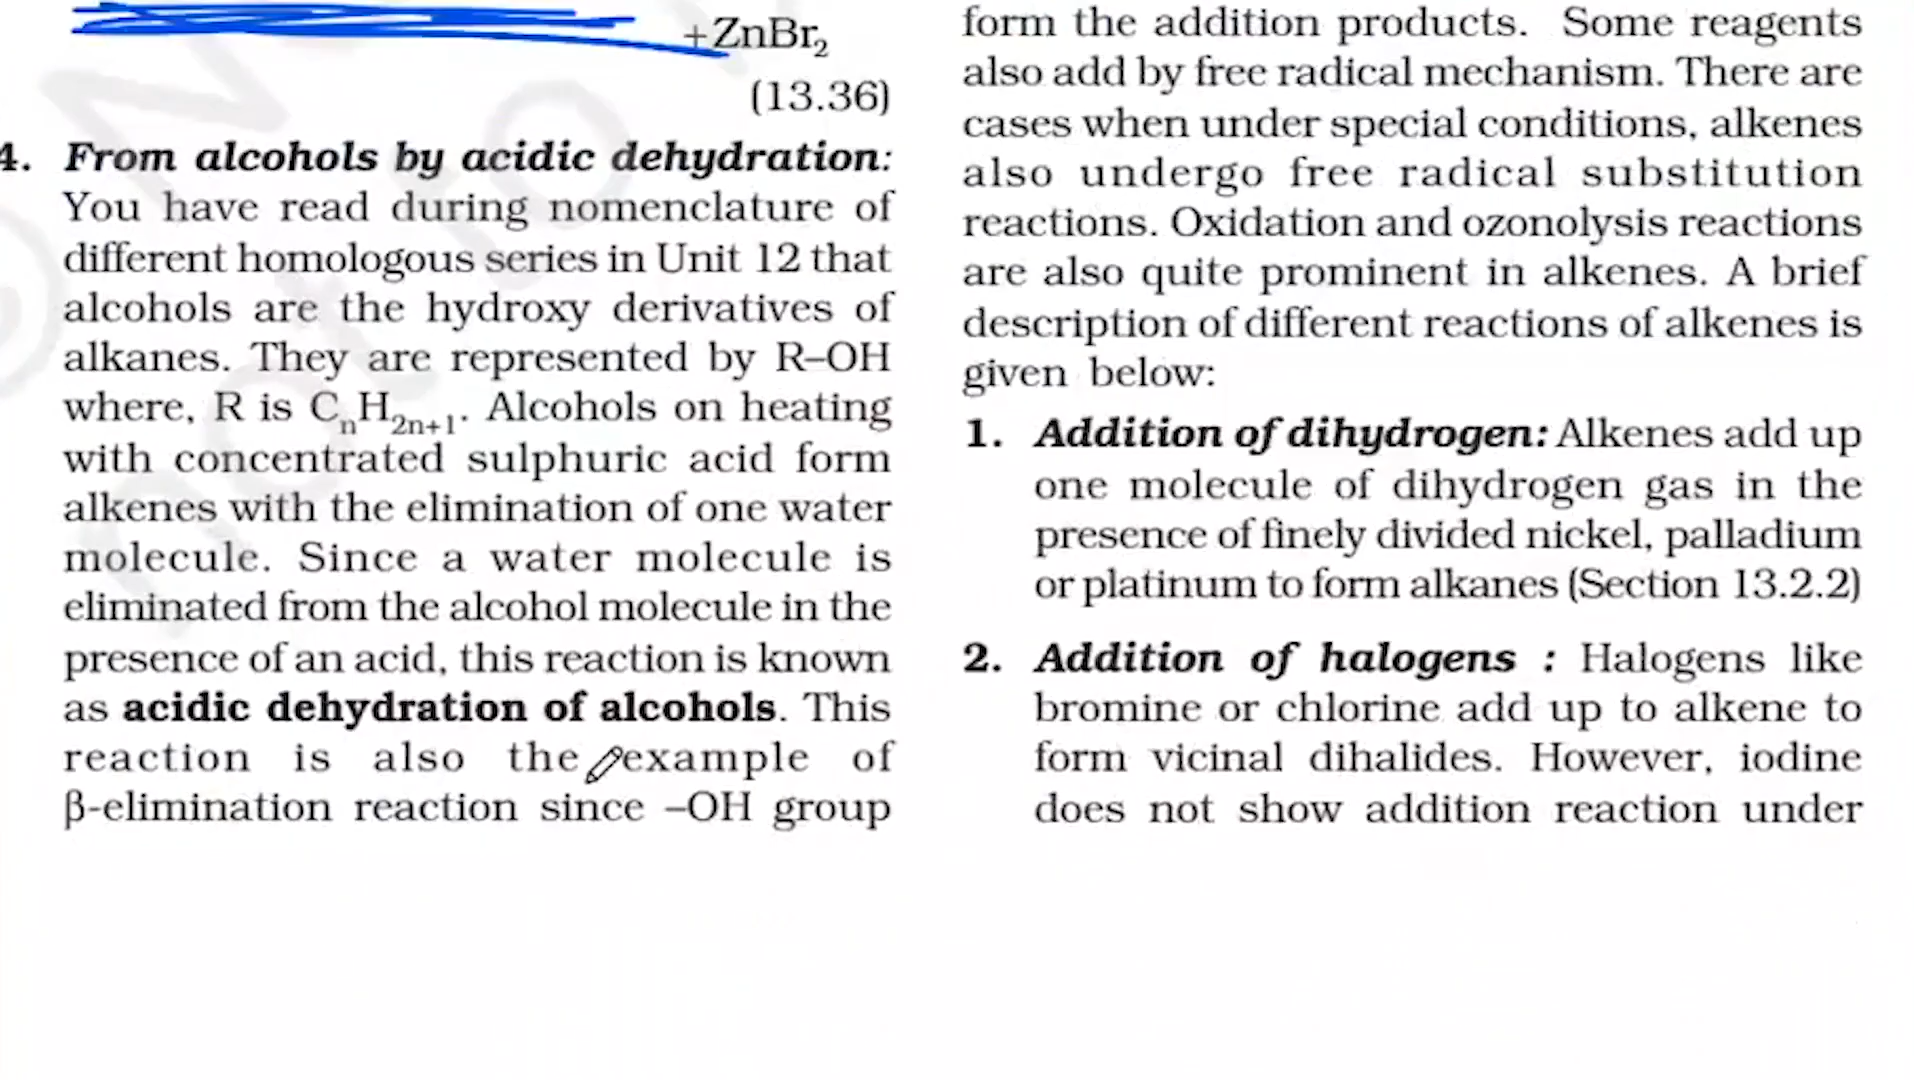 +ZnBr₂
(13.36)
4. From alcohols by acidic dehydration:
You have read during nomenclature of
different homologous series in Unit 12 that
alcohols are the hydroxy derivatives of
alkanes. They are represented by R–OH
where, R is CₙH₂ₙ₊₁. Alcohols on heating
with concentrated sulphuric acid form
alkenes with the elimination of one water
molecule. Since a water molecule is
eliminated from the alcohol molecule in the
presence of an acid, this reaction is known
as acidic dehydration of alcohols. This
reaction is also the example of
β-elimination reaction since –OH group
form the addition products. Some reagents
also add by free radical mechanism. There are
cases when under special conditions, alkenes
also undergo free radical substitution
reactions. Oxidation and ozonolysis reactions
are also quite prominent in alkenes. A brief
description of different reactions of alkenes is
given below:
1. Addition of dihydrogen: Alkenes add up
one molecule of dihydrogen gas in the
presence of finely divided nickel, palladium
or platinum to form alkanes (Section 13.2.2)
2. Addition of halogens : Halogens like
bromine or chlorine add up to alkene to
form vicinal dihalides. However, iodine
does not show addition reaction under